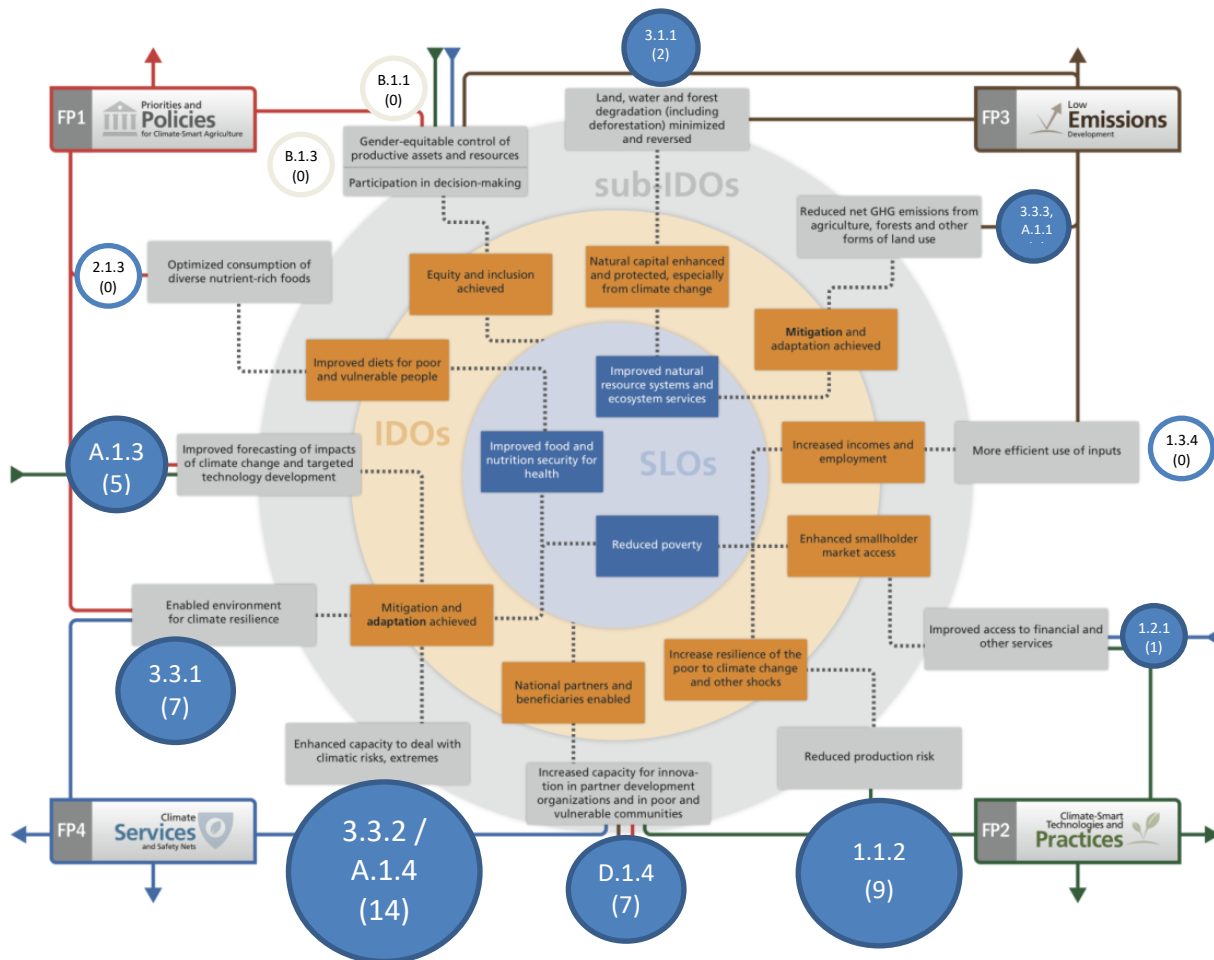 3.1.1
(2)
B.1.1
(0)
FP1
Priorities and
Policies
for Climate-Smart Agriculture
Land, water and forest
degradation (including
deforestation) minimized
and reversed
FP3
Low
Emissions
Development
B.1.3
(0)
Gender-equitable control of
productive assets and resources
Participation in decision-making
sub-IDOs
Reduced net GHG emissions from
agriculture, forests and other
forms of land use
3.3.3,
A.1.1
2.1.3
(0)
Optimized consumption of
diverse nutrient-rich foods
Equity and inclusion
achieved
Natural capital enhanced
and protected, especially
from climate change
Mitigation and
adaptation achieved
Improved diets for poor
and vulnerable people
Improved natural
resource systems and
ecosystem services
IDOs
A.1.3
(5)
Improved forecasting of impacts
of climate change and targeted
technology development
Improved food and
nutrition security for
health
SLOs
Increased incomes and
employment
More efficient use of inputs
1.3.4
(0)
Reduced poverty
Enhanced smallholder
market access
Enabled environment
for climate resilience
Mitigation and
adaptation achieved
Improved access to financial and
other services
1.2.1
(1)
3.3.1
(7)
National partners and
beneficiaries enabled
Increase resilience of the
poor to climate change
and other shocks
Enhanced capacity to deal with
climatic risks, extremes
Increased capacity for innova-
tion in partner development
organizations and in poor and
vulnerable communities
Reduced production risk
FP4
Climate
Services
and Safety Nets
3.3.2 /
A.1.4
(14)
D.1.4
(7)
1.1.2
(9)
FP2
Climate-Smart
Technologies and
Practices